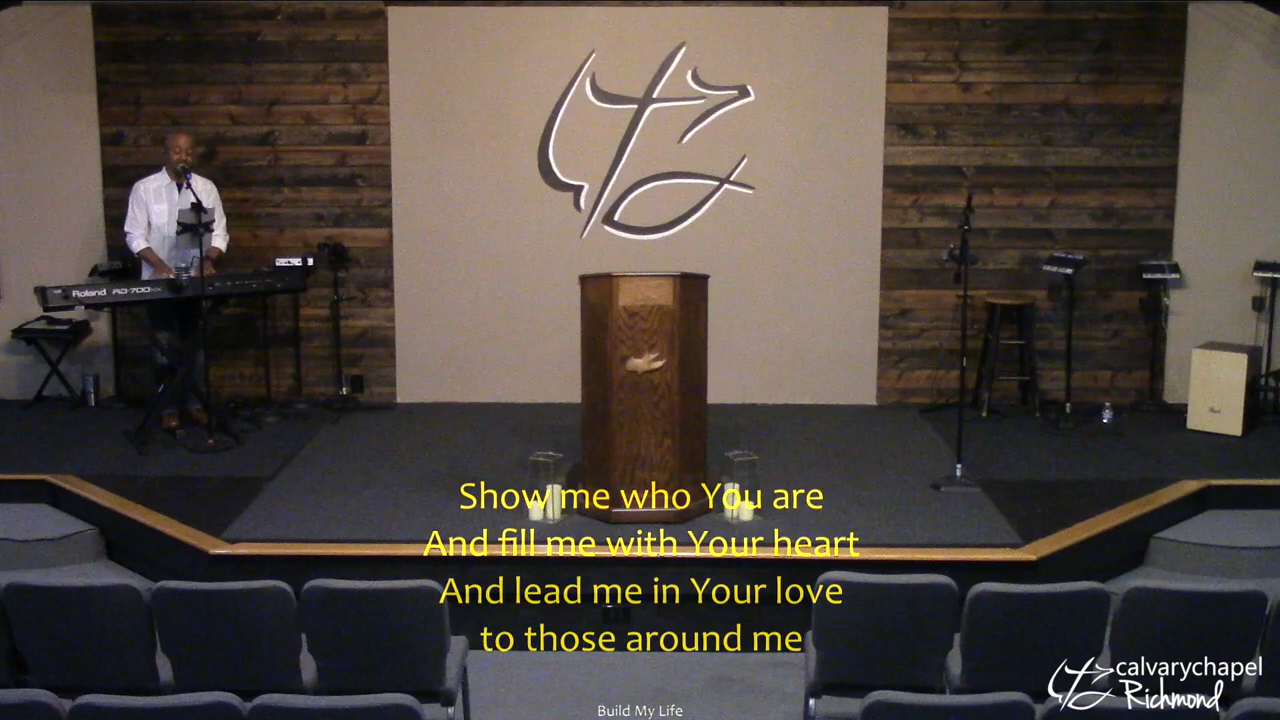 Roland RD-700SX
Show me who You are
And fill me with Your heart
And lead me in Your love
to those around me
calvarychapel
Richmond
Build My Life